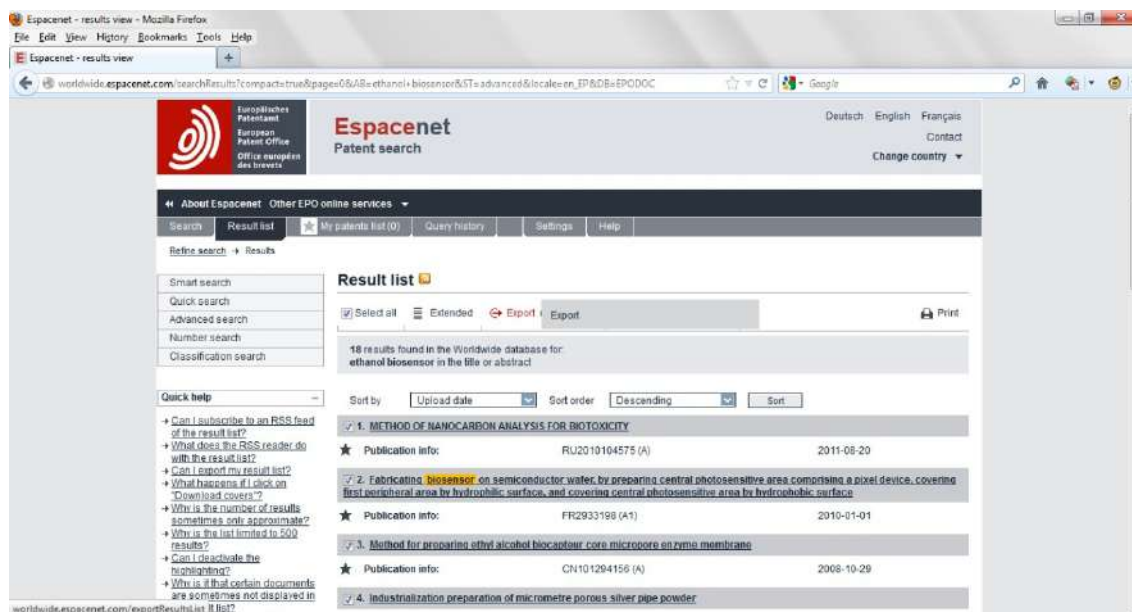 Espacenet - results view - Mozilla Firefox
File Edit View History Bookmarks Tools Help
Espacenet - results view
worldwide.espacenet.com/searchResults?compact=true&page=0&AB=ethanol+biosensor&ST=advanced&locale=en_EP&DB=EPODOC
Google
Europäisches
Patentamt
European
Patent Office
Office européen
des brevets
Espacenet
Patent search
Deutsch English Français
Contact
Change country
About Espacenet Other EPO online services
Search Result list My patents list (0) Query history Settings Help
Refine search → Results
Smart search
Quick search
Advanced search
Number search
Classification search
Quick help
→ Can I subscribe to an RSS feed
of the result list?
→ What does the RSS reader do
with the result list?
→ Can I export my result list?
→ What happens if I click on
"Download covers"?
→ Why is the number of results
sometimes only approximate?
→ Why is the list limited to 500
results?
→ Can I deactivate the
highlighting?
→ Why is it that certain documents
are sometimes not displayed in
Result list
Select all Extended Export Export Print
18 results found in the Worldwide database for:
ethanol biosensor in the title or abstract
Sort by Upload date Sort order Descending Sort
1. METHOD OF NANOCARBON ANALYSIS FOR BIOTOXICITY
Publication info: RU2010104575 (A) 2011-08-20
2. Fabricating biosensor on semiconductor wafer, by preparing central photosensitive area comprising a pixel device, covering
first peripheral area by hydrophilic surface, and covering central photosensitive area by hydrophobic surface
Publication info: FR2933198 (A1) 2010-01-01
3. Method for preparing ethyl alcohol biocapteur core micropore enzyme membrane
Publication info: CN101294156 (A) 2008-10-29
4. Industrialization preparation of micrometre porous silver pipe powder
worldwide.espacenet.com/exportResultsList list?